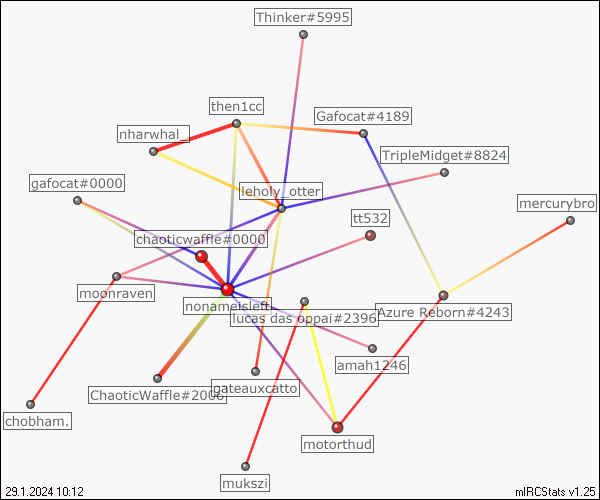 Thinker#5995
then1cc
Gafocat#4189
nharwhal_
TripleMidget#8824
gafocat#0000
leholy_otter
mercurybro
tt532
chaoticwaffle#0000
moonraven
nonameisleft
lucas das oppai#2396
Azure Reborn#4243
amah1246
ChaoticWaffle#2006
gateauxcatto
chobham.
motorthud
mukszi
29.1.2024 10:12
mIRCStats v1.25